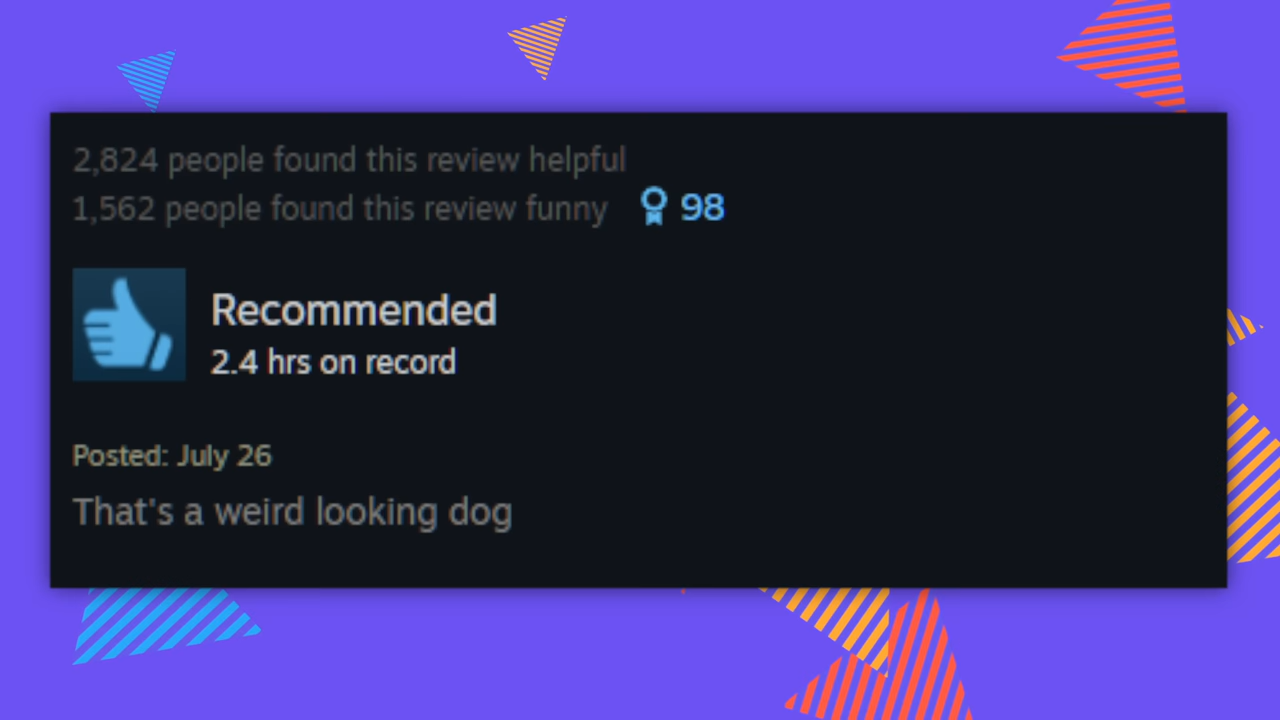 2,824 people found this review helpful
1,562 people found this review funny 98
Recommended
2.4 hrs on record
Posted: July 26
That's a weird looking dog